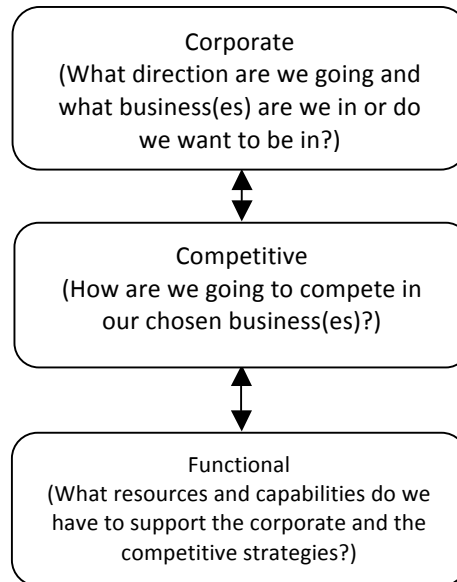 Corporate
(What direction are we going and
what business(es) are we in or do
we want to be in?)
Competitive
(How are we going to compete in
our chosen business(es)?)
Functional
(What resources and capabilities do we
have to support the corporate and the
competitive strategies?)